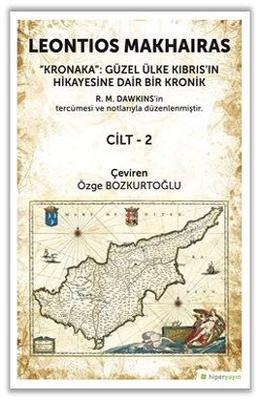 LEONTIOS MAKHAIRAS
"KRONAKA": GÜZEL ÜLKE KIBRIS'IN
HİKAYESİNE DAİR BİR KRONİK
R. M. DAWKINS'in
tercümesi ve notlarıyla düzenlenmiştir.
CİLT - 2
Çeviren
Özge BOZKURTOĞLU
hiperyayın